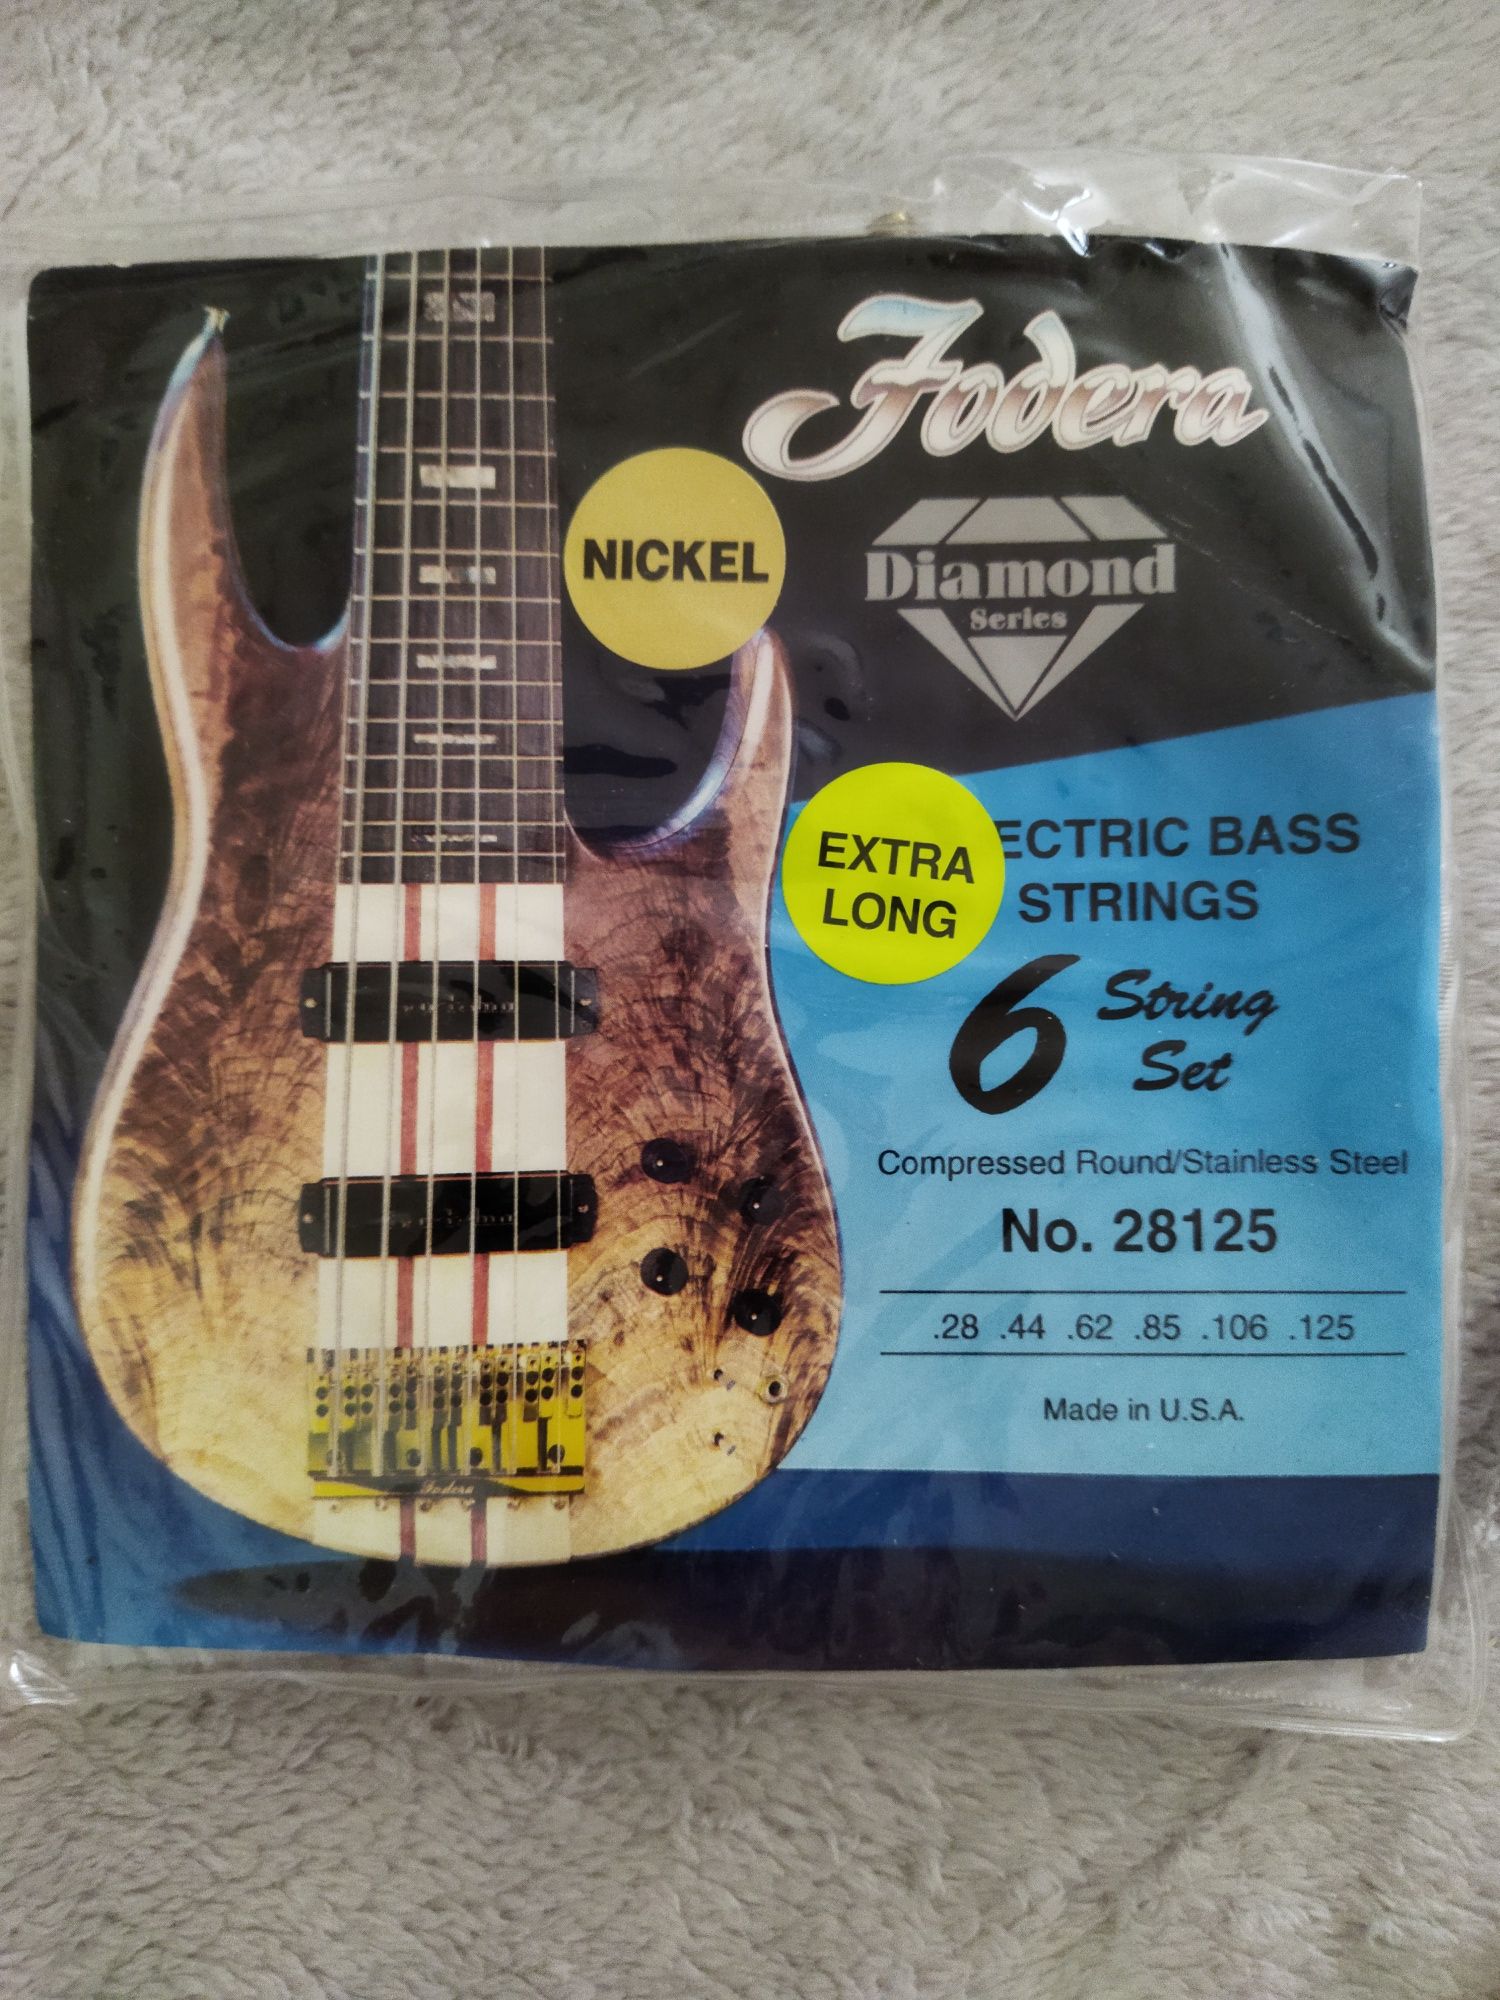 Fodera
NICKEL
Diamond
Series
EXTRA
LONG
ECTRIC BASS
STRINGS
6 String
Set
Compressed Round/Stainless Steel
No. 28125
.28 .44 .62 .85 .106 .125
Made in U.S.A.
Fodera